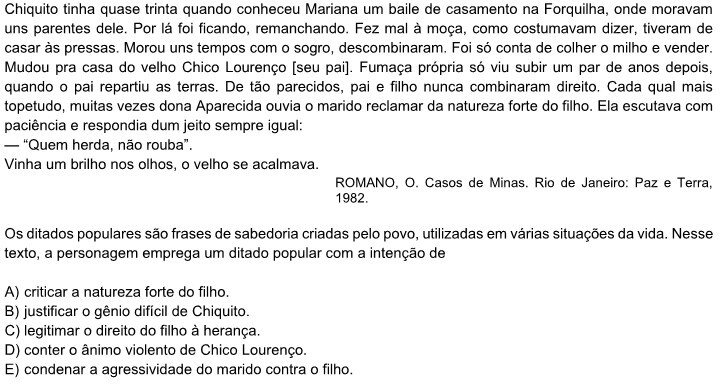 Chiquito tinha quase trinta quando conheceu Mariana um baile de casamento na Forquilha, onde moravam
uns parentes dele. Por lá foi ficando, remanchando. Fez mal à moça, como costumavam dizer, tiveram de
casar às pressas. Morou uns tempos com o sogro, descombinaram. Foi só conta de colher o milho e vender.
Mudou pra casa do velho Chico Lourenço [seu pai]. Fumaça própria só viu subir um par de anos depois,
quando o pai repartiu as terras. De tão parecidos, pai e filho nunca combinaram direito. Cada qual mais
topetudo, muitas vezes dona Aparecida ouvia o marido reclamar da natureza forte do filho. Ela escutava com
paciência e respondia dum jeito sempre igual:
— “Quem herda, não rouba”.
Vinha um brilho nos olhos, o velho se acalmava.
ROMANO, O. Casos de Minas. Rio de Janeiro: Paz e Terra,
1982.
Os ditados populares são frases de sabedoria criadas pelo povo, utilizadas em várias situações da vida. Nesse
texto, a personagem emprega um ditado popular com a intenção de
A) criticar a natureza forte do filho.
B) justificar o gênio difícil de Chiquito.
C) legitimar o direito do filho à herança.
D) conter o ânimo violento de Chico Lourenço.
E) condenar a agressividade do marido contra o filho.